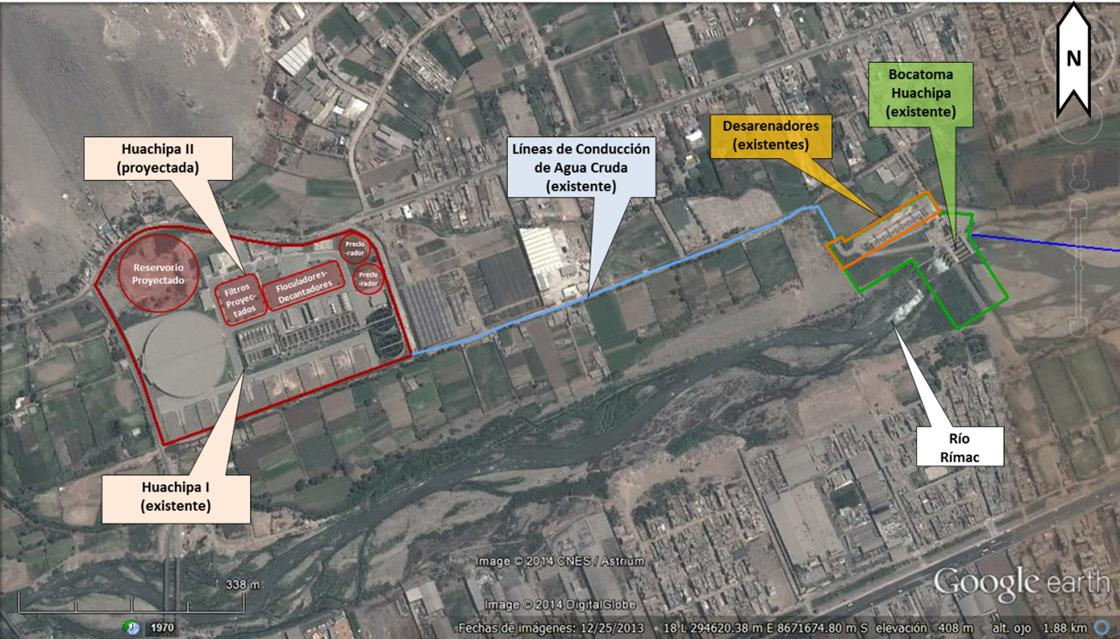 N
Bocatoma
Huachipa
(existente)
Desarenadores
(existentes)
Líneas de Conducción
de Agua Cruda
(existente)
Huachipa II
(proyectada)
Reservorio
Proyectado
Filtros
Proyec-
tados
Floculadores-
Decantadores
Preclo
-rador
Preclo
-rador
Huachipa I
(existente)
Río
Rímac
Image © 2014 CNES / Astrium
338 m
Google earth
Image © 2014 DigitalGlobe
1970
Fechas de imágenes: 12/25/2013 18 L 294620.38 m E 8671674.80 m S elevación 408 m alt. ojo 1.88 km